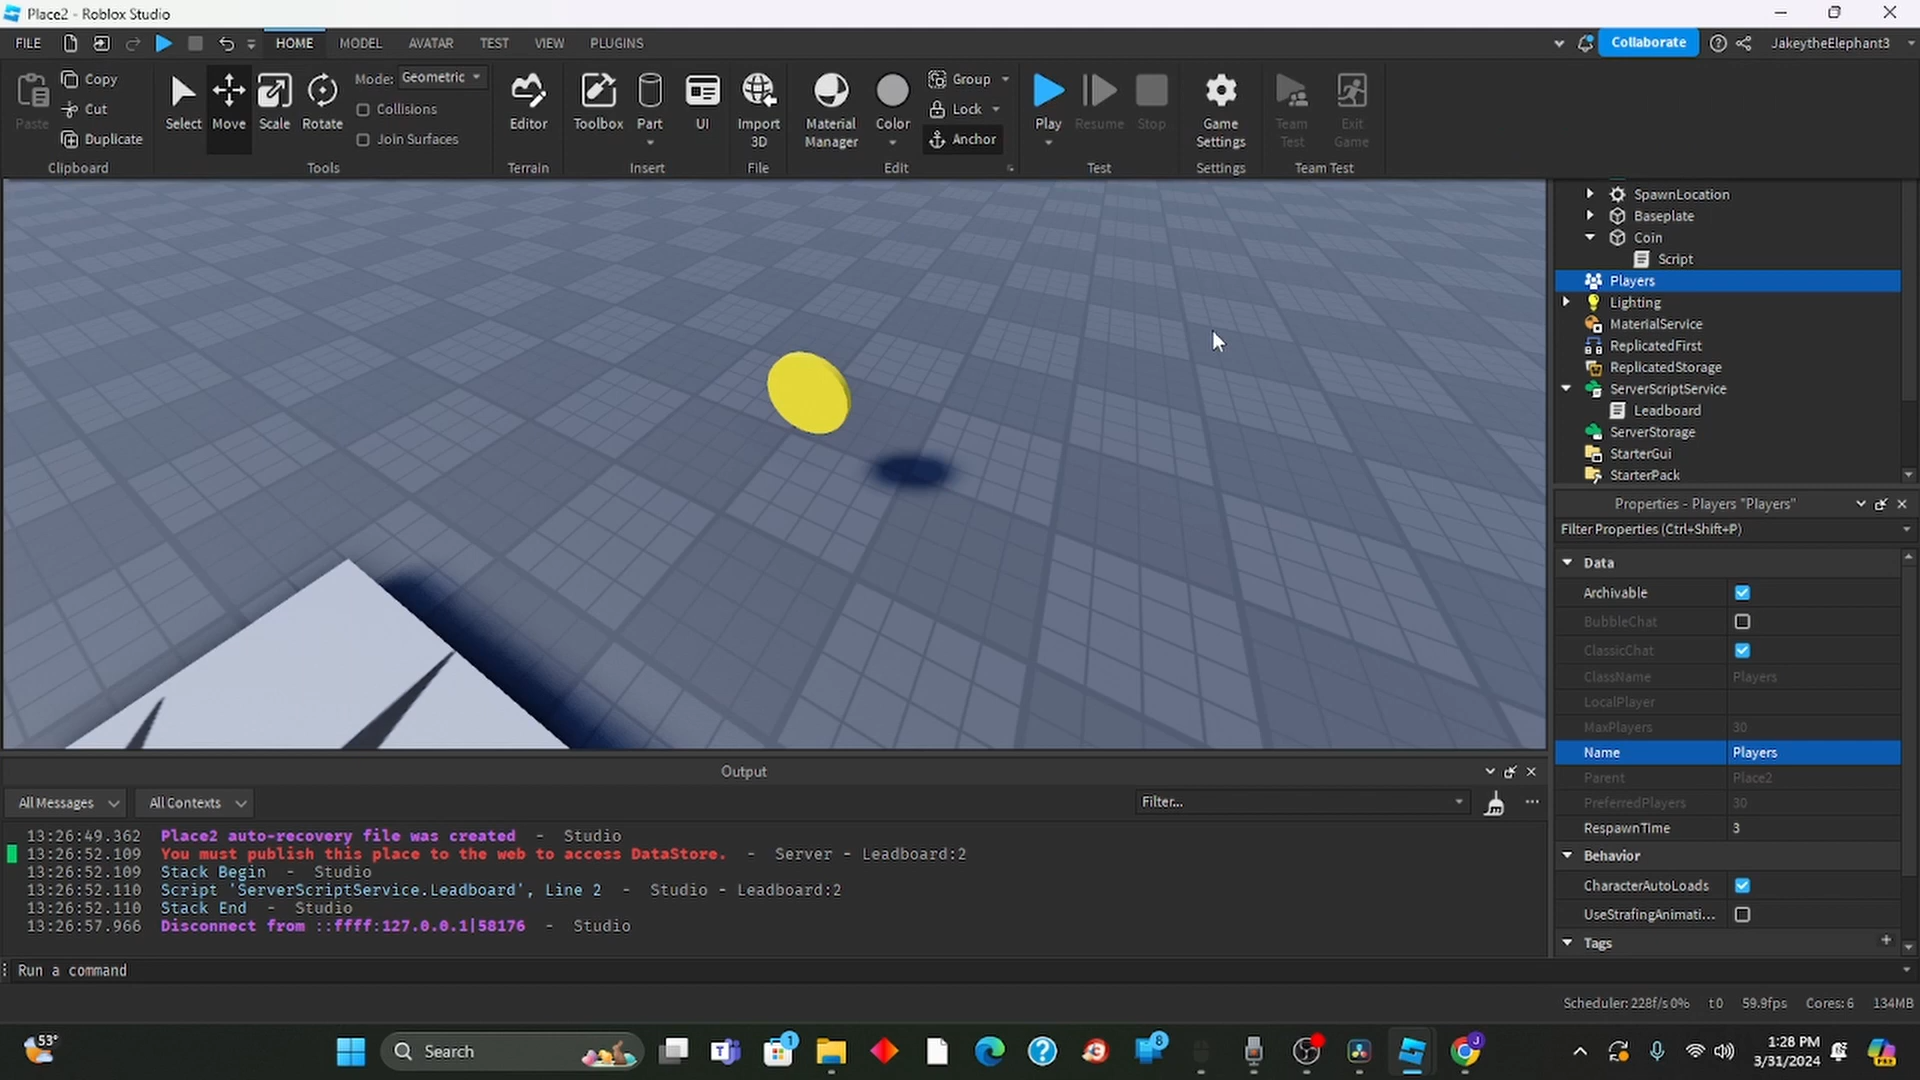 Place2 - Roblox Studio
FILE HOME MODEL AVATAR TEST VIEW PLUGINS Collaborate JakeytheElephant3
Paste
Copy
Cut
Duplicate
Clipboard
Select Move Scale Rotate
Mode: Geometric
Collisions
Join Surfaces
Tools
Editor
Terrain
Toolbox Part UI
Insert
Import
3D
File
Material
Manager
Color
Group
Lock
Anchor
Edit
Play Resume Stop
Test
Game
Settings
Settings
Team
Test
Exit
Game
Team Test
SpawnLocation
Baseplate
Coin
Script
Players
Lighting
MaterialService
ReplicatedFirst
ReplicatedStorage
ServerScriptService
Leadboard
ServerStorage
StarterGui
StarterPack
Properties - Players "Players"
Filter Properties (Ctrl+Shift+P)
Data
Archivable
BubbleChat
ClassicChat
ClassName Players
LocalPlayer
MaxPlayers 30
Name Players
Parent Place2
PreferredPlayers 30
RespawnTime 3
Behavior
CharacterAutoLoads
UseStrafingAnimati...
Tags
Output
All Messages All Contexts Filter...
13:26:49.362 Place2 auto-recovery file was created - Studio
13:26:52.109 You must publish this place to the web to access DataStore. - Server - Leadboard:2
13:26:52.109 Stack Begin - Studio
13:26:52.110 Script 'ServerScriptService.Leadboard', Line 2 - Studio - Leadboard:2
13:26:52.110 Stack End - Studio
13:26:57.966 Disconnect from ::ffff:127.0.0.1|58176 - Studio
Run a command
Scheduler: 228f/s 0% t0 59.9fps Cores: 6 134MB
53°
Search
1
8
J
1:28 PM
3/31/2024